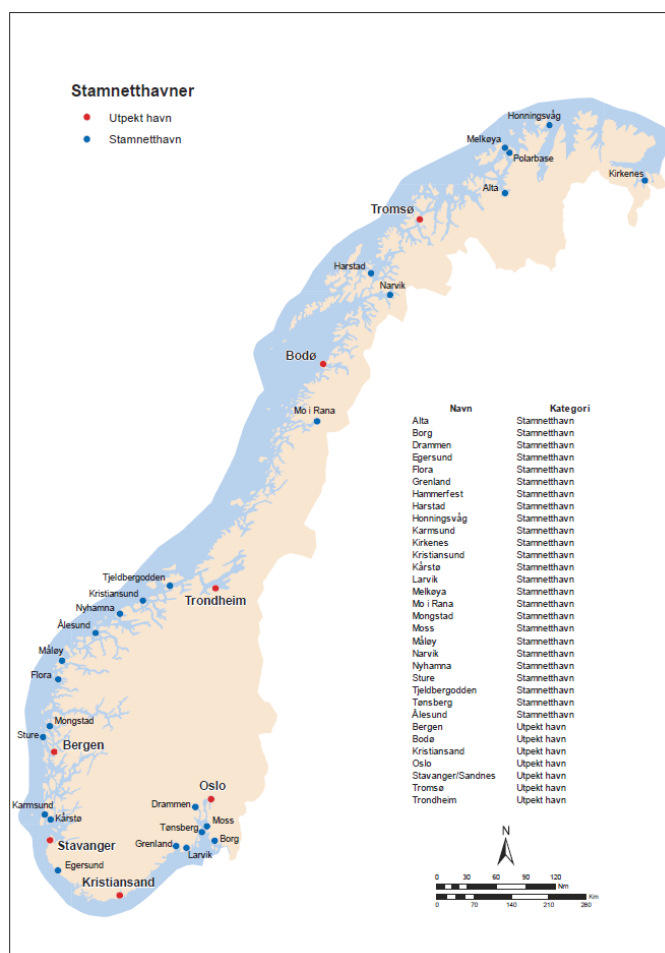 Stamnetthavner
Utpekt havn
Stamnetthavn
Honningsvåg
Melkøya
Polarbase
Kirkenes
Alta
Tromsø
Harstad
Narvik
Bodø
Mo i Rana
Tjeldbergodden
Kristiansund
Nyhamna
Trondheim
Ålesund
Måløy
Flora
Mongstad
Sture
Bergen
Oslo
Drammen
Karmsund
Kårstø
Moss
Tønsberg
Stavanger
Grenland
Borg
Larvik
Egersund
Kristiansand
Navn Kategori
Alta Stamnetthavn
Borg Stamnetthavn
Drammen Stamnetthavn
Egersund Stamnetthavn
Flora Stamnetthavn
Grenland Stamnetthavn
Hammerfest Stamnetthavn
Harstad Stamnetthavn
Honningsvåg Stamnetthavn
Karmsund Stamnetthavn
Kirkenes Stamnetthavn
Kristiansund Stamnetthavn
Kårstø Stamnetthavn
Larvik Stamnetthavn
Melkøya Stamnetthavn
Mo i Rana Stamnetthavn
Mongstad Stamnetthavn
Moss Stamnetthavn
Måløy Stamnetthavn
Narvik Stamnetthavn
Nyhamna Stamnetthavn
Sture Stamnetthavn
Tjeldbergodden Stamnetthavn
Tønsberg Stamnetthavn
Ålesund Stamnetthavn
Bergen Utpekt havn
Bodø Utpekt havn
Kristiansand Utpekt havn
Oslo Utpekt havn
Stavanger/Sandnes Utpekt havn
Tromsø Utpekt havn
Trondheim Utpekt havn
N
0 30 60 90 120
Nm
Km
0 70 140 210 280